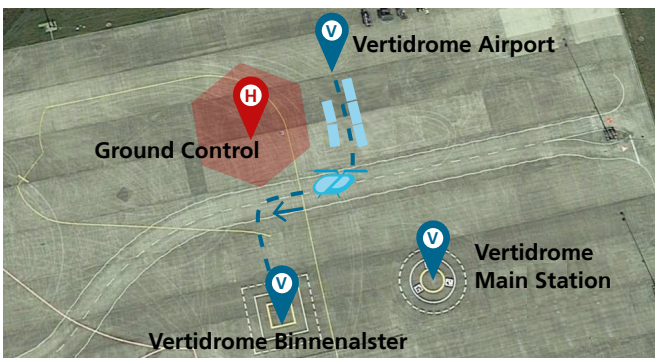 V
Vertidrome Airport
H
Ground Control
V
Vertidrome
Main Station
V
Vertidrome Binnenalster